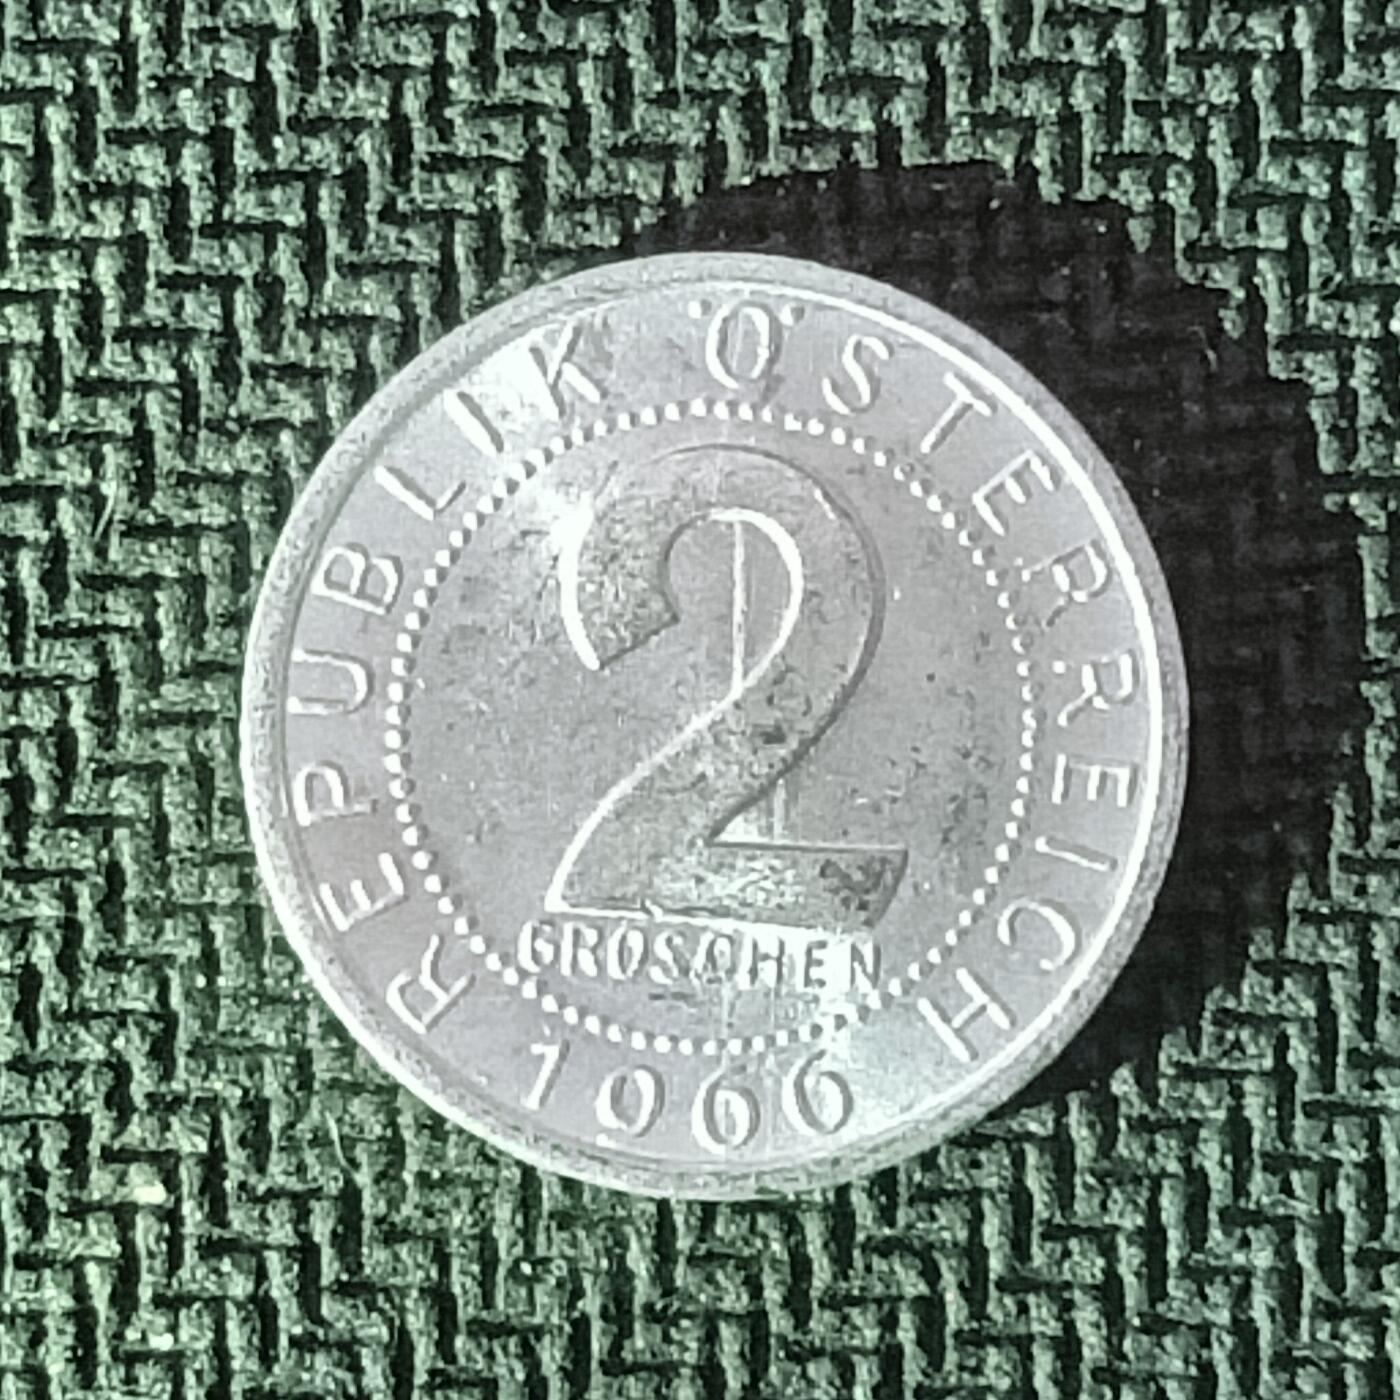 REPUBLIK ÖSTERREICH
2
GROSCHEN
1966